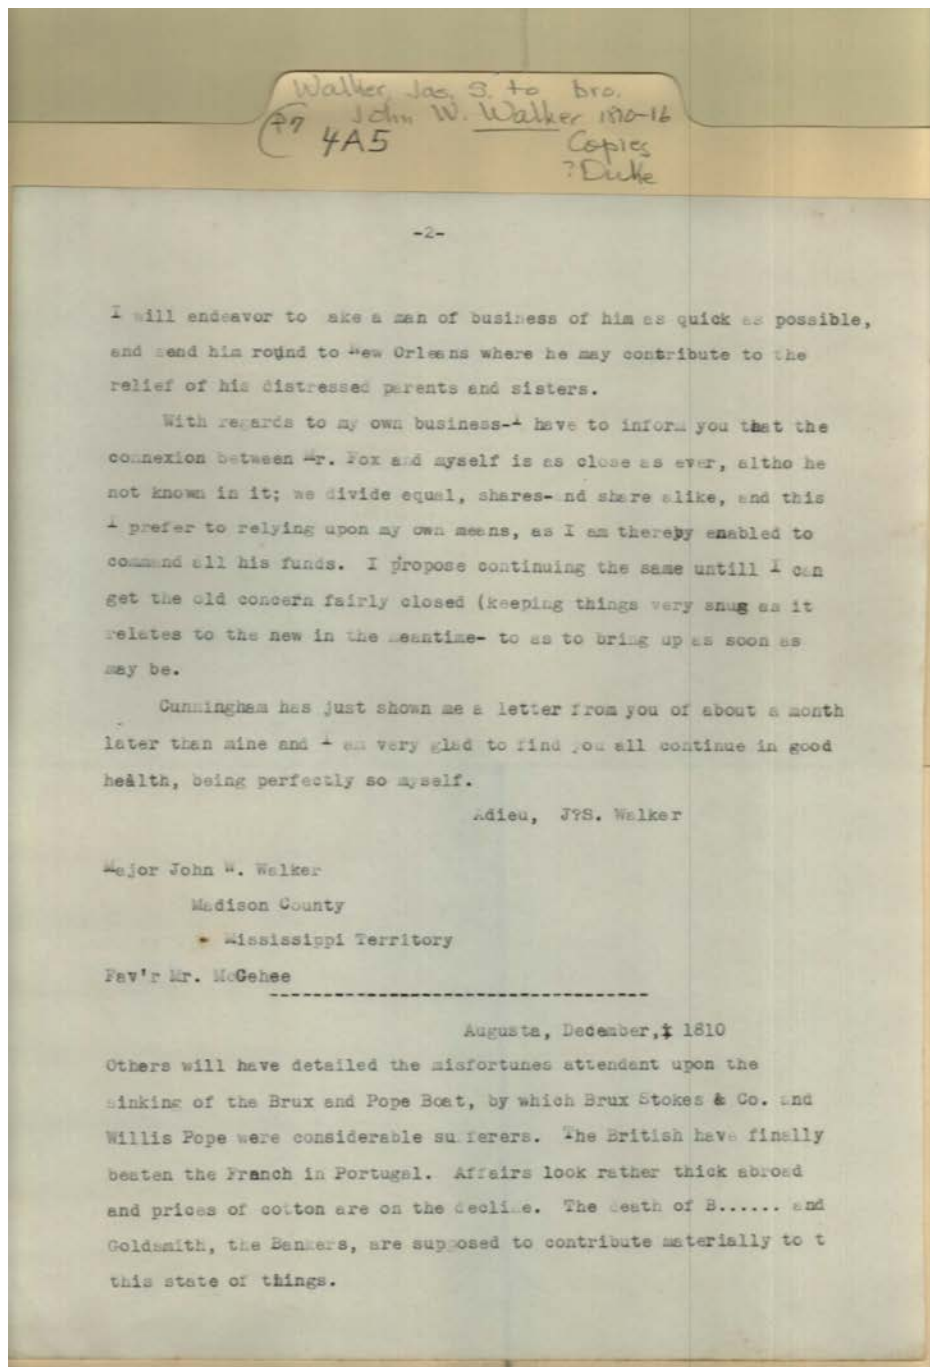 Walker, Jas. S. to bro.
John W. Walker 1810-16
4A5 Copies
? Duke
-2-
I will endeavor to ake a man of business of him as quick as possible,
and send him round to New Orleans where he may contribute to the
relief of his distressed parents and sisters.
With regards to my own business-I have to inform you that the
connexion between Mr. Fox and myself is as close as ever, altho he
not known in it; we divide equal, shares- nd share alike, and this
I prefer to relying upon my own means, as I am thereby enabled to
command all his funds. I propose continuing the same untill I can
get the old concern fairly closed (keeping things very snug as it
relates to the new in the meantime- to as to bring up as soon as
may be.
Cunningham has just shown me a letter from you of about a month
later than mine and I am very glad to find you all continue in good
health, being perfectly so myself.
Adieu, J?S. Walker
Major John W. Walker
Madison County
Mississippi Territory
Fav'r Mr. McGehee
-----------------------------------
Augusta, December, 1810
Others will have detailed the misfortunes attendant upon the
sinking of the Brux and Pope Boat, by which Brux Stokes & Co. and
Willis Pope were considerable sufferers. The British have finally
beaten the Franch in Portugal. Affairs look rather thick abroad
and prices of cotton are on the decline. The death of B...... and
Goldsmith, the Bankers, are supposed to contribute materially to t
this state of things.